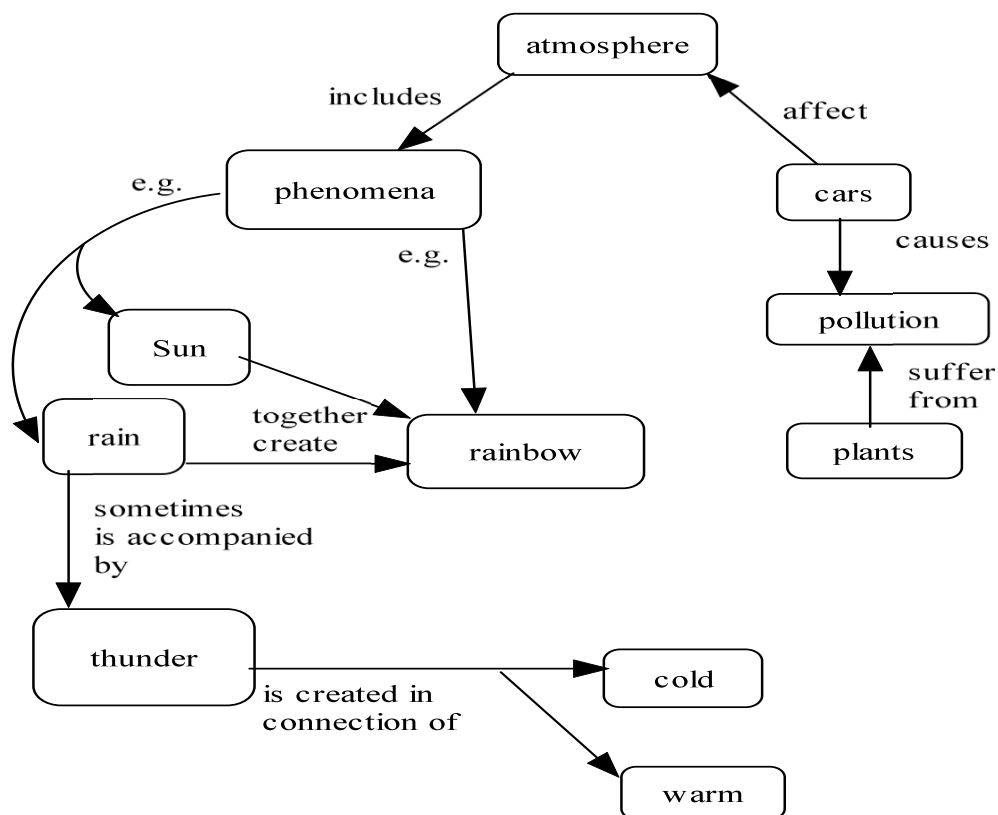 atmosphere
includes
affect
phenomena
e.g.
cars
e.g.
causes
Sun
pollution
suffer
from
rain
together
create
rainbow
plants
sometimes
is accompanied
by
thunder
is created in
connection of
cold
warm